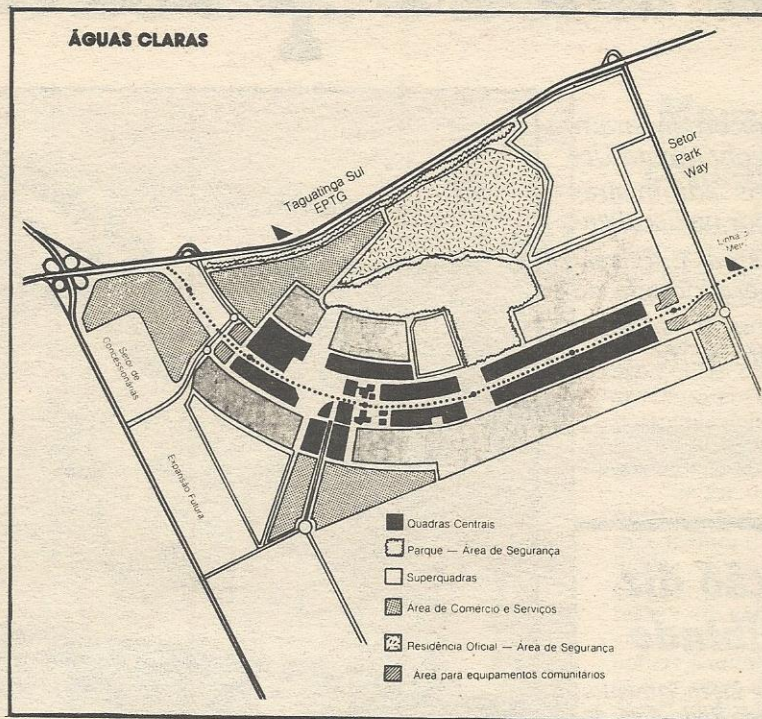 ÁGUAS CLARAS
Taguatinga Sul
EPTG
Setor
Park
Way
Linha
Setor de
Concessionárias
Expansão Futura
Quadras Centrais
Parque — Área de Segurança
Superquadras
Área de Comércio e Serviços
Residência Oficial — Área de Segurança
Área para equipamentos comunitários